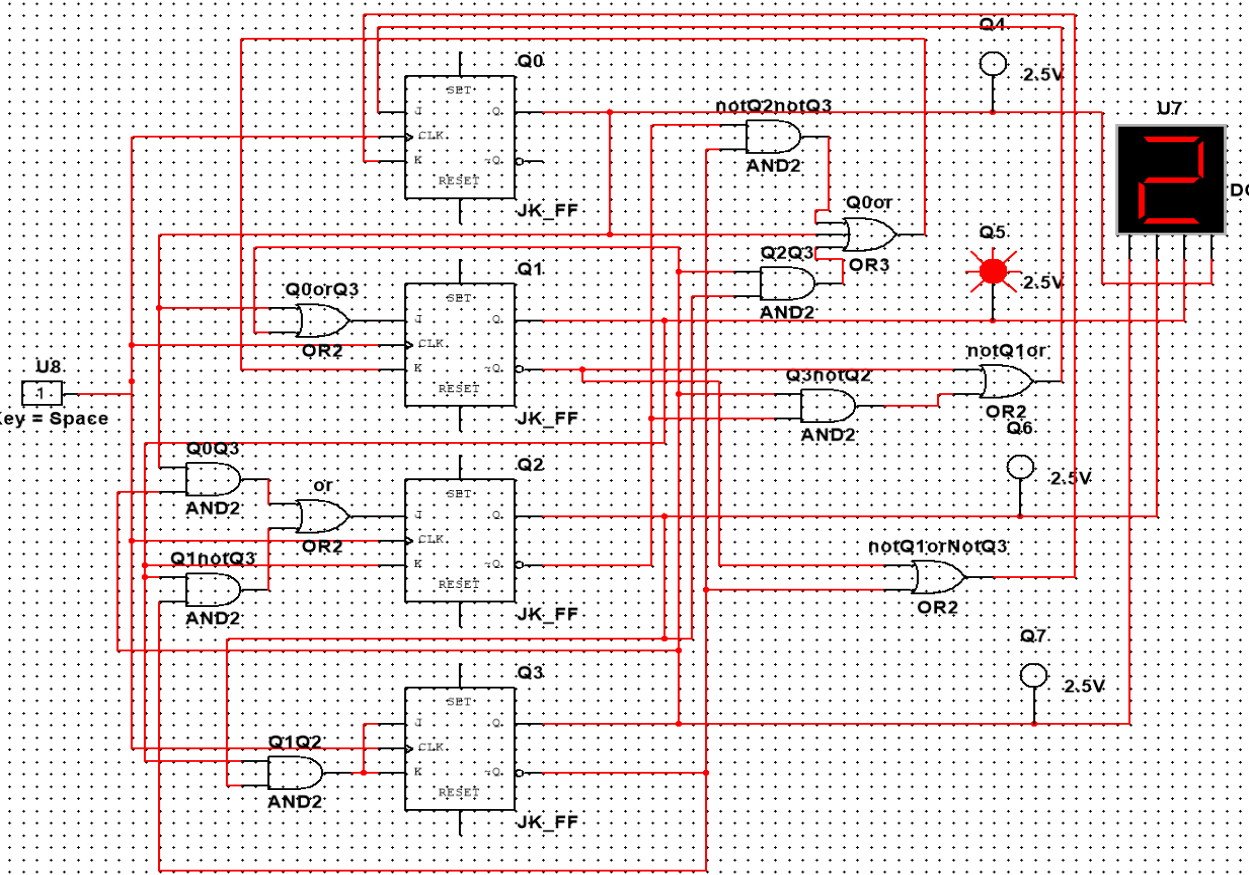 Q4
Q0
2.5V
SET
notQ2notQ3
U7
J
Q
CLK
AND2
K
~Q
DC
RESET
Q0or
JK_FF
Q5
Q1
Q2Q3
OR3
2.5V
Q0orQ3
SET
AND2
J
Q
CLK
OR2
notQ1or
U8
K
~Q
Q3notQ2
1
RESET
OR2
Key = Space
JK_FF
AND2
Q6
Q0Q3
Q2
2.5V
or
SET
AND2
J
Q
CLK
OR2
notQ1orNotQ3
Q1notQ3
K
~Q
RESET
OR2
AND2
JK_FF
Q7
Q3
2.5V
SET
J
Q
Q1Q2
CLK
K
~Q
RESET
AND2
JK_FF